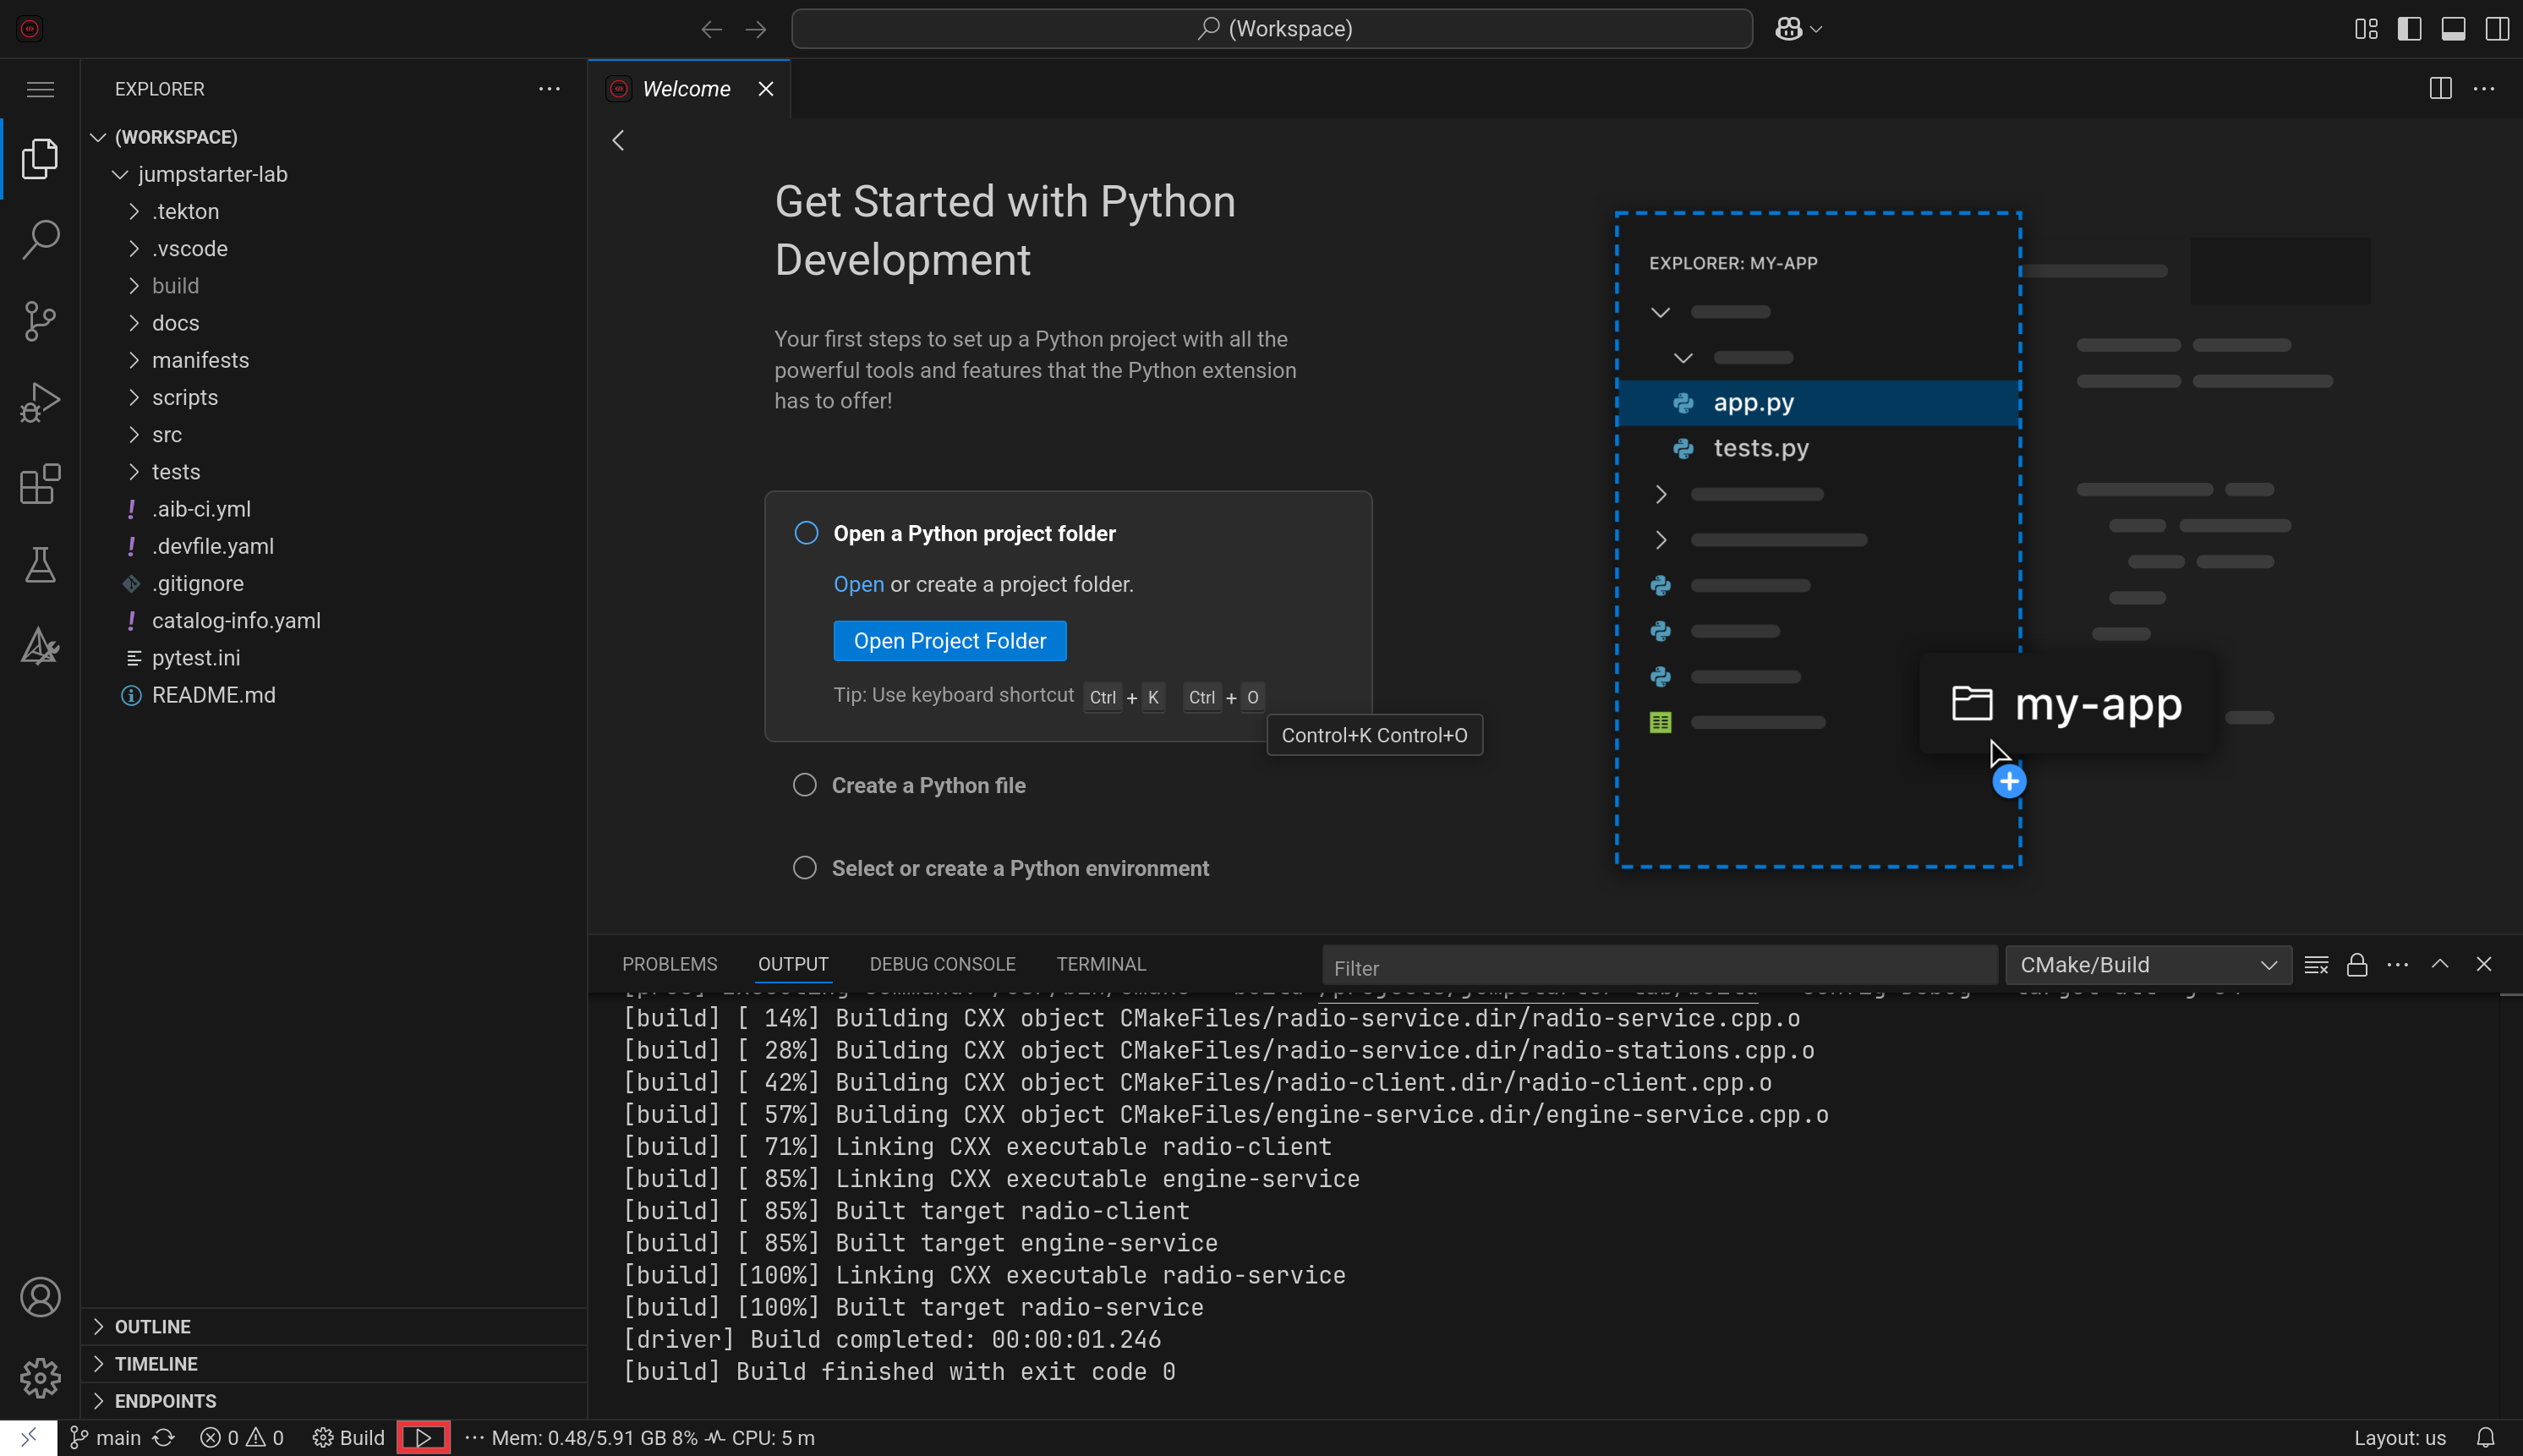 (Workspace)
EXPLORER
Welcome
(WORKSPACE)
jumpstarter-lab
.tekton
.vscode
build
docs
manifests
scripts
src
tests
.aib-ci.yml
.devfile.yaml
.gitignore
catalog-info.yaml
pytest.ini
README.md
OUTLINE
TIMELINE
ENDPOINTS
Get Started with Python
Development
Your first steps to set up a Python project with all the
powerful tools and features that the Python extension
has to offer!
Open a Python project folder
Open or create a project folder.
Open Project Folder
Tip: Use keyboard shortcut Ctrl + K Ctrl + O
Control+K Control+O
Create a Python file
Select or create a Python environment
EXPLORER: MY-APP
app.py
tests.py
my-app
PROBLEMS OUTPUT DEBUG CONSOLE TERMINAL
Filter
CMake/Build
[build] [ 14%] Building CXX object CMakeFiles/radio-service.dir/radio-service.cpp.o
[build] [ 28%] Building CXX object CMakeFiles/radio-service.dir/radio-stations.cpp.o
[build] [ 42%] Building CXX object CMakeFiles/radio-client.dir/radio-client.cpp.o
[build] [ 57%] Building CXX object CMakeFiles/engine-service.dir/engine-service.cpp.o
[build] [ 71%] Linking CXX executable radio-client
[build] [ 85%] Linking CXX executable engine-service
[build] [ 85%] Built target radio-client
[build] [ 85%] Built target engine-service
[build] [100%] Linking CXX executable radio-service
[build] [100%] Built target radio-service
[driver] Build completed: 00:00:01.246
[build] Build finished with exit code 0
main 0 0 Build Mem: 0.48/5.91 GB 8% CPU: 5 m Layout: us